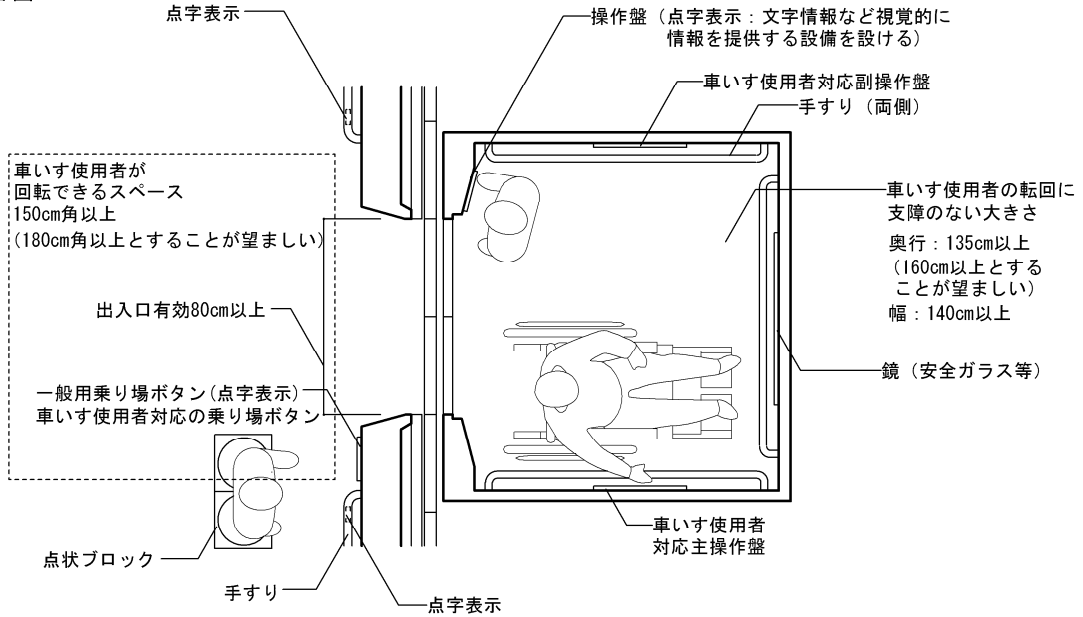 点字表示
操作盤（点字表示：文字情報など視覚的に
情報を提供する設備を設ける）
車いす使用者対応副操作盤
手すり（両側）
車いす使用者が
回転できるスペース
150cm角以上
(180cm角以上とすることが望ましい)
車いす使用者の転回に
支障のない大きさ
奥行：135cm以上
（160cm以上とする
ことが望ましい）
幅：140cm以上
出入口有効80cm以上
鏡（安全ガラス等）
一般用乗り場ボタン(点字表示)
車いす使用者対応の乗り場ボタン
車いす使用者
対応主操作盤
点状ブロック
手すり
点字表示